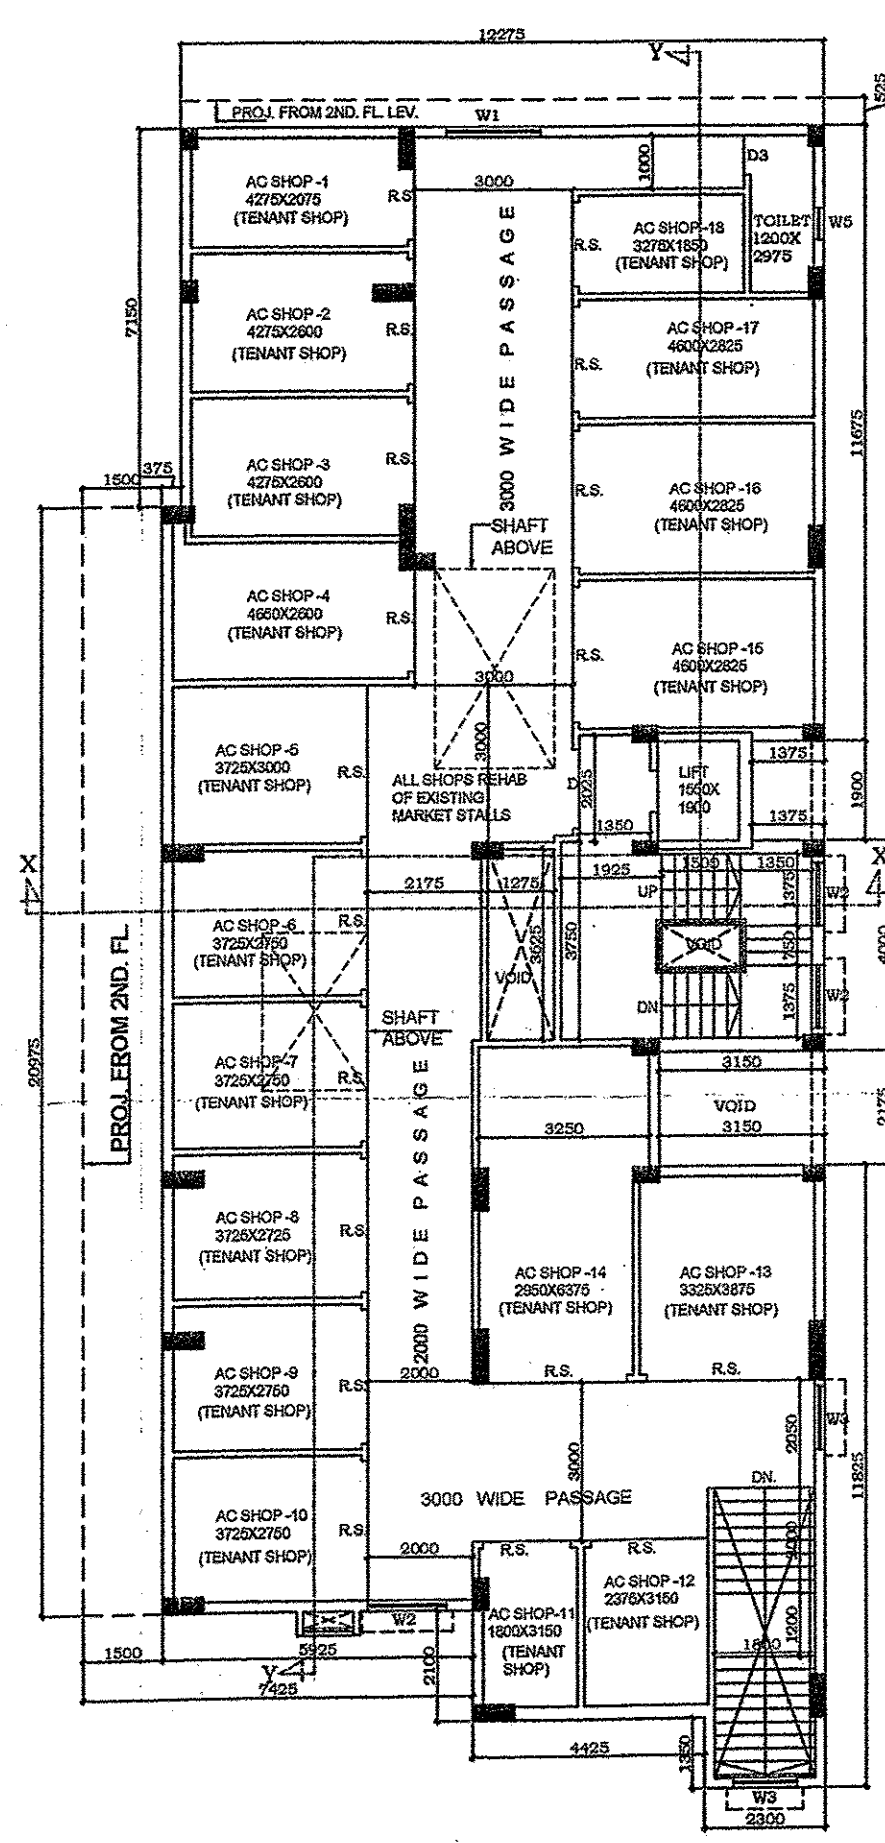 12275
Y
525
PROJ. FROM 2ND. FL. LEV.
W1
D3
1000
AC SHOP -1
4275X2075
(TENANT SHOP)
R.S
3000
AC SHOP -18
3275X1850
(TENANT SHOP)
R.S.
TOILET
1200X
2975
W5
7150
AC SHOP -2
4275X2600
(TENANT SHOP)
R.S.
3000 WIDE PASSAGE
AC SHOP -17
4600X2825
(TENANT SHOP)
R.S.
11675
1500
375
AC SHOP -3
4275X2600
(TENANT SHOP)
R.S.
AC SHOP -16
4600X2825
(TENANT SHOP)
R.S.
SHAFT
ABOVE
AC SHOP -4
4650X2600
(TENANT SHOP)
R.S.
AC SHOP -15
4600X2825
(TENANT SHOP)
R.S.
3000
3000
AC SHOP -5
3725X3000
(TENANT SHOP)
R.S.
ALL SHOPS REHAB
OF EXISTING
MARKET STALLS
D
2025
LIFT
1550X
1900
1375
1900
1375
1350
X
X
2175
1275
1925
1500
1350
1375
UP
W2
AC SHOP -6
3725X2750
(TENANT SHOP)
R.S.
3625
3750
VOID
VOID
750
4000
DN
1375
W2
PROJ. FROM 2ND. FL.
20975
SHAFT
ABOVE
AC SHOP -7
3725X2750
(TENANT SHOP)
R.S.
3150
VOID
3150
2175
3250
2000 WIDE PASSAGE
AC SHOP -8
3725X2725
(TENANT SHOP)
R.S.
AC SHOP -14
2950X6375
(TENANT SHOP)
R.S.
AC SHOP -13
3325X3875
(TENANT SHOP)
R.S.
AC SHOP -9
3725X2750
(TENANT SHOP)
R.S.
2000
W3
2050
11825
3000
3000 WIDE PASSAGE
DN.
AC SHOP -10
3725X2750
(TENANT SHOP)
R.S.
2000
R.S.
R.S.
3000
AC SHOP-11
1800X3150
(TENANT
SHOP)
AC SHOP -12
2375X3150
(TENANT SHOP)
1200
1800
W2
1500
5925
Y
7425
2100
4425
1350
W3
2300